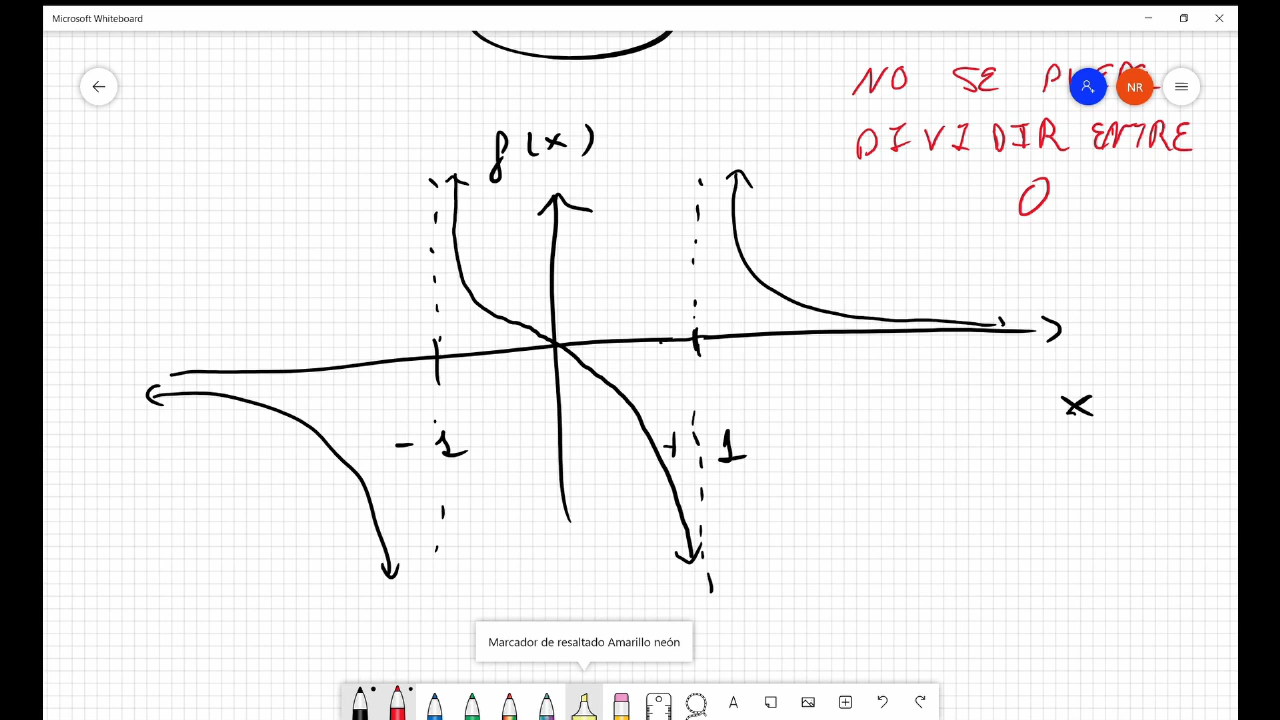 Microsoft Whiteboard
NO SE
NR
DIVIDIR ENTRE
0
f(x)
x
- 1
+ 1
Marcador de resaltado Amarillo neón
A